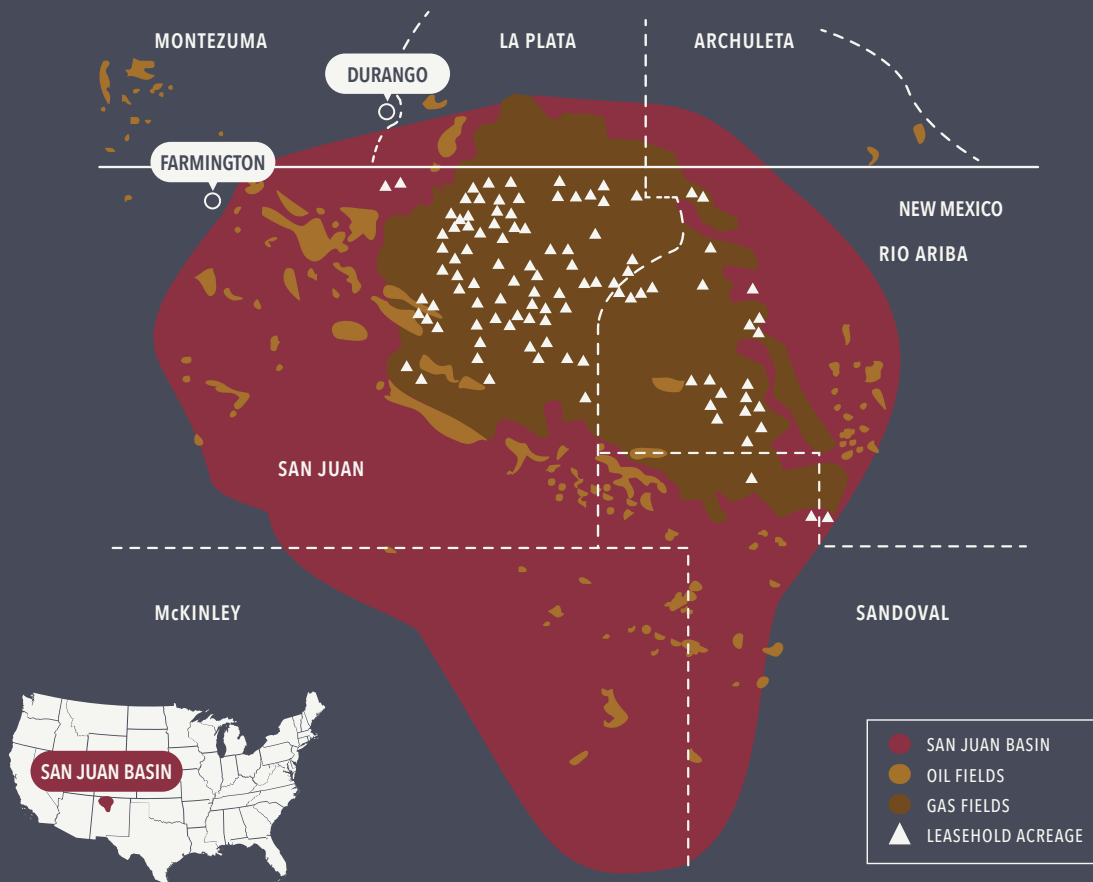 MONTEZUMA
LA PLATA
ARCHULETA
DURANGO
FARMINGTON
NEW MEXICO
RIO ARIBA
SAN JUAN
McKINLEY
SANDOVAL
SAN JUAN BASIN
SAN JUAN BASIN
OIL FIELDS
GAS FIELDS
LEASEHOLD ACREAGE